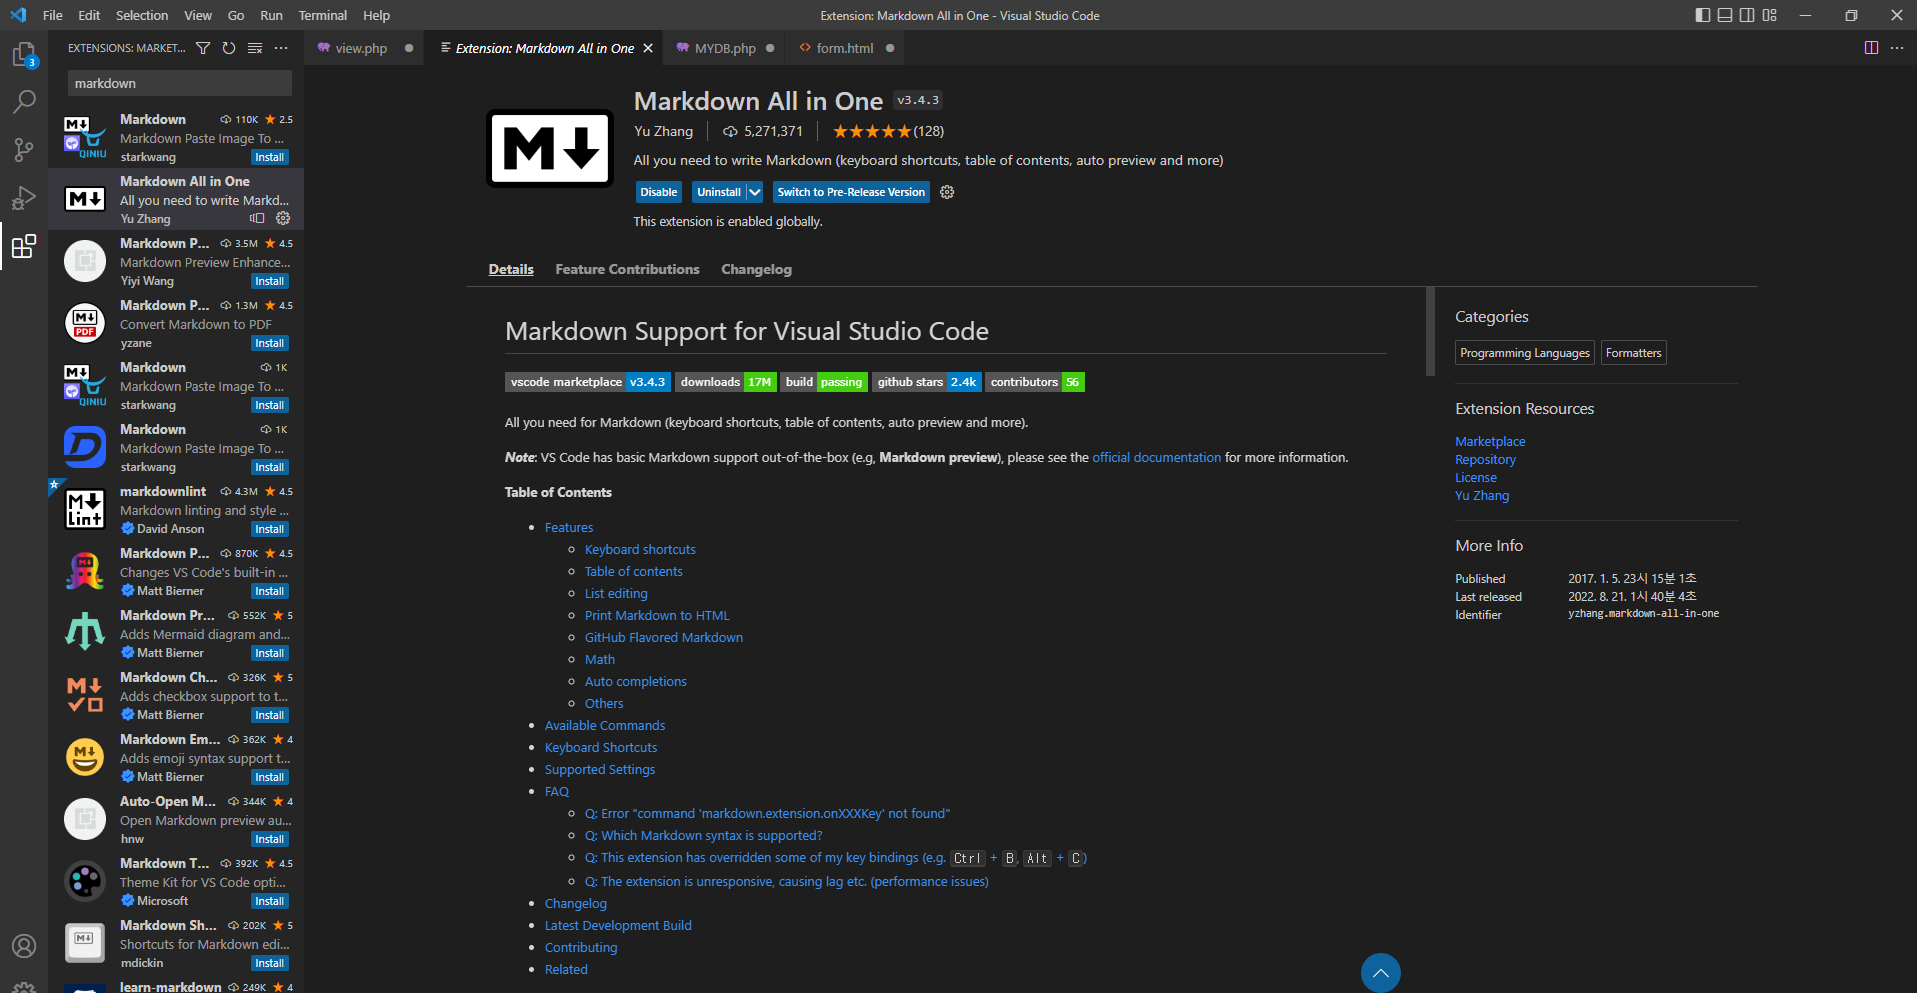 File Edit Selection View Go Run Terminal Help
Extension: Markdown All in One - Visual Studio Code
3
EXTENSIONS: MARKET...
markdown
Markdown 110K 2.5
Markdown Paste Image To ...
starkwang Install
Markdown All in One
All you need to write Markd...
Yu Zhang
Markdown P... 3.5M 4.5
Markdown Preview Enhance...
Yiyi Wang Install
Markdown P... 1.3M 4.5
Convert Markdown to PDF
yzane Install
Markdown 1K
Markdown Paste Image To ...
starkwang Install
Markdown 1K
Markdown Paste Image To ...
starkwang Install
markdownlint 4.3M 4.5
Markdown linting and style ...
David Anson Install
Markdown P... 870K 4.5
Changes VS Code's built-in ...
Matt Bierner Install
Markdown Pr... 552K 5
Adds Mermaid diagram and...
Matt Bierner Install
Markdown Ch... 326K 5
Adds checkbox support to t...
Matt Bierner Install
Markdown Em... 362K 4
Adds emoji syntax support t...
Matt Bierner Install
Auto-Open M... 344K 4
Open Markdown preview au...
hnw Install
Markdown T... 392K 4.5
Theme Kit for VS Code opti...
Microsoft Install
Markdown Sh... 202K 5
Shortcuts for Markdown edi...
mdickin Install
learn-markdown 249K 4
M
QINIU
M
M
PDF
M
QINIU
M
Lint
M
M
M
M
view.php
Extension: Markdown All in One
MYDB.php
form.html
M
Markdown All in One v3.4.3
Yu Zhang 5,271,371 (128)
All you need to write Markdown (keyboard shortcuts, table of contents, auto preview and more)
Disable Uninstall Switch to Pre-Release Version
This extension is enabled globally.
Details Feature Contributions Changelog
Markdown Support for Visual Studio Code
vscode marketplace v3.4.3 downloads 17M build passing github stars 2.4k contributors 56
All you need for Markdown (keyboard shortcuts, table of contents, auto preview and more).
Note: VS Code has basic Markdown support out-of-the-box (e.g, Markdown preview), please see the official documentation for more information.
Table of Contents
Features
Keyboard shortcuts
Table of contents
List editing
Print Markdown to HTML
GitHub Flavored Markdown
Math
Auto completions
Others
Available Commands
Keyboard Shortcuts
Supported Settings
FAQ
Q: Error "command 'markdown.extension.onXXXKey' not found"
Q: Which Markdown syntax is supported?
Q: This extension has overridden some of my key bindings (e.g. Ctrl + B, Alt + C)
Q: The extension is unresponsive, causing lag etc. (performance issues)
Changelog
Latest Development Build
Contributing
Related
Categories
Programming Languages Formatters
Extension Resources
Marketplace
Repository
License
Yu Zhang
More Info
Published 2017. 1. 5. 23시 15분 1초
Last released 2022. 8. 21. 1시 40분 4초
Identifier yzhang.markdown-all-in-one